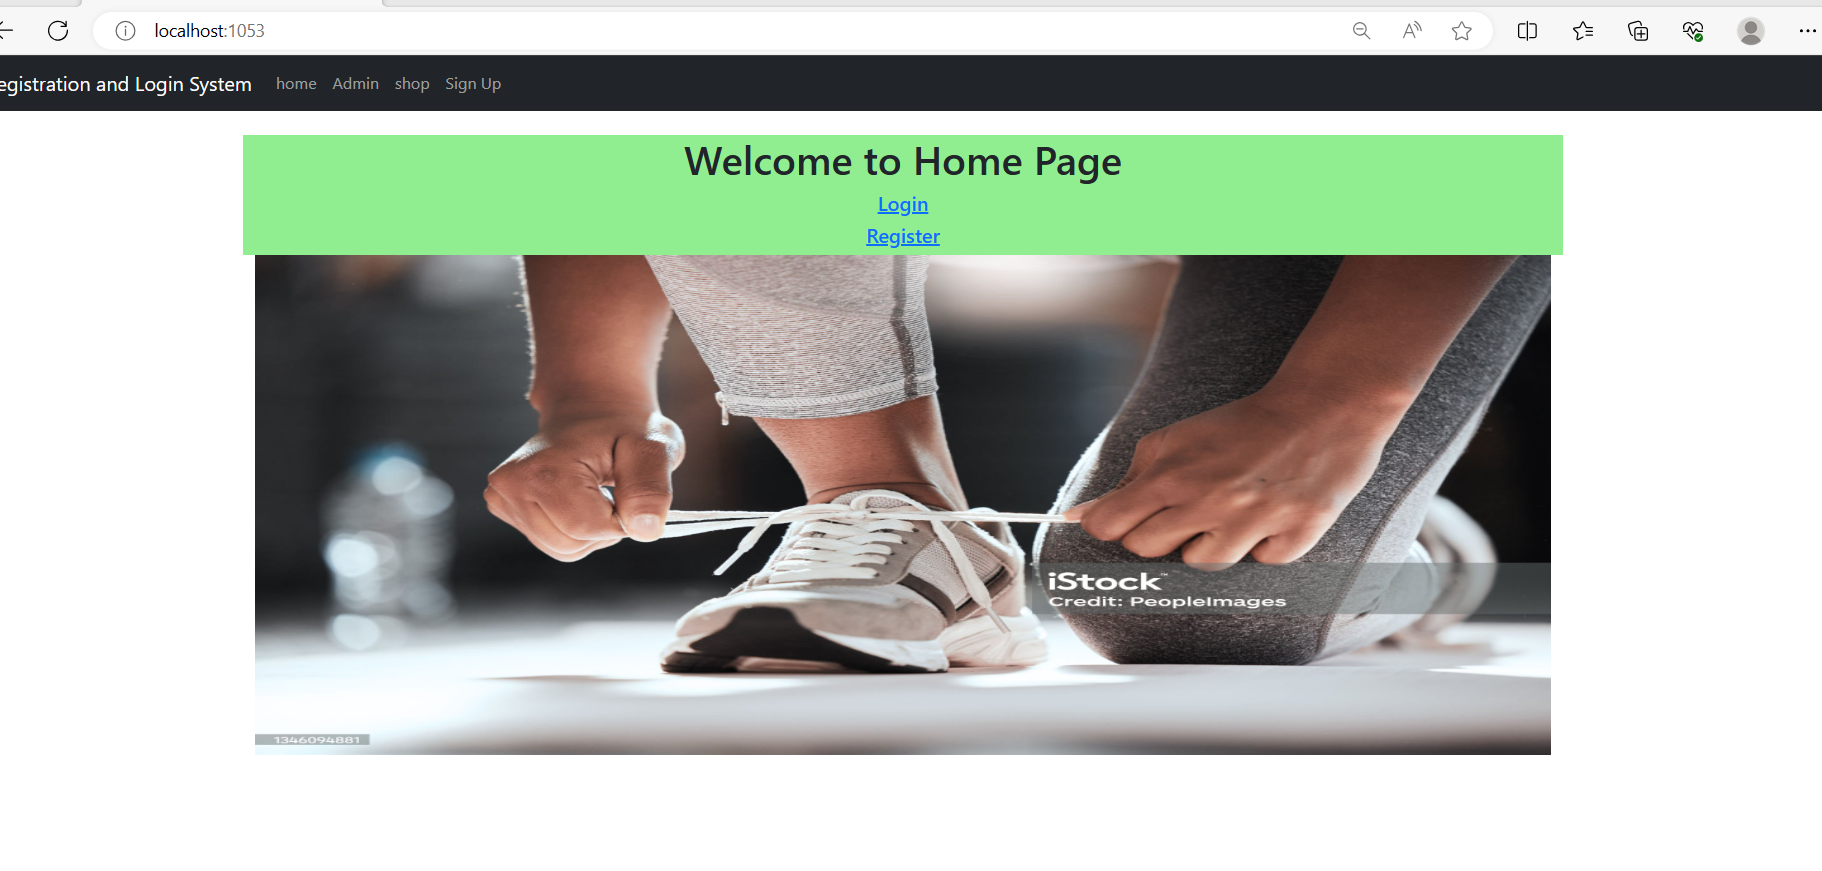 localhost:1053
egistration and Login System home Admin shop Sign Up
Welcome to Home Page
Login
Register
iStock™
Credit: PeopleImages
1346094881